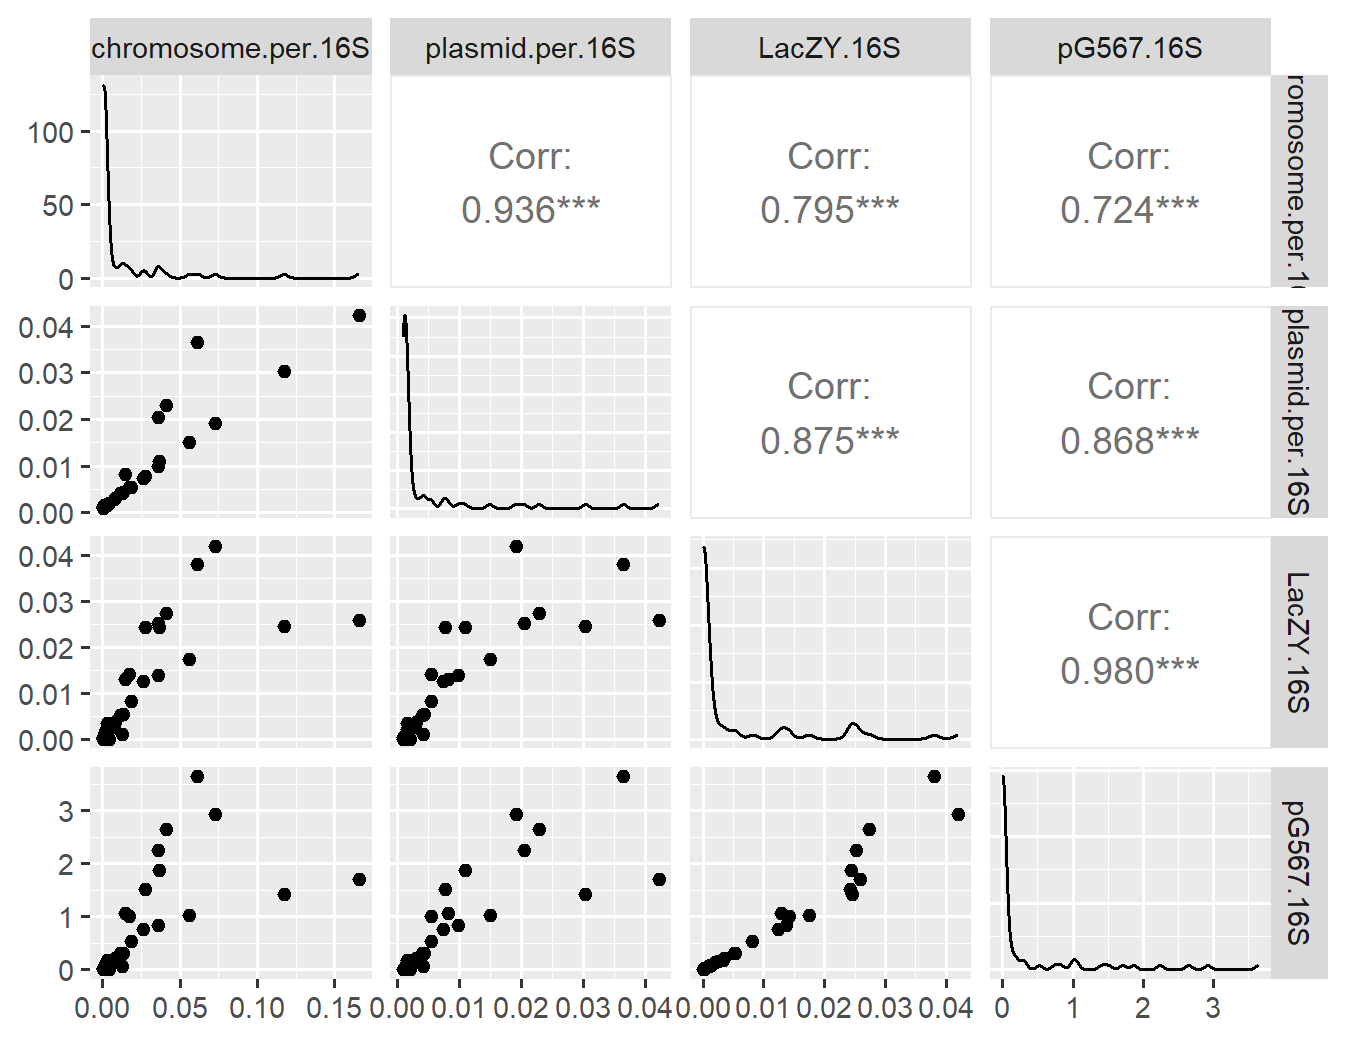 chromosome.per.16S plasmid.per.16S LacZY.16S pG567.16S
100
50
0
Corr:
0.936***
Corr:
0.795***
Corr:
0.724***
romosome.per.1
0.04
0.03
0.02
0.01
0.00
Corr:
0.875***
Corr:
0.868***
plasmid.per.16S
0.04
0.03
0.02
0.01
0.00
Corr:
0.980***
LacZY.16S
3
2
1
0
pG567.16S
0.00 0.05 0.10 0.15 0.00 0.01 0.02 0.03 0.04 0.00 0.01 0.02 0.03 0.04 0 1 2 3